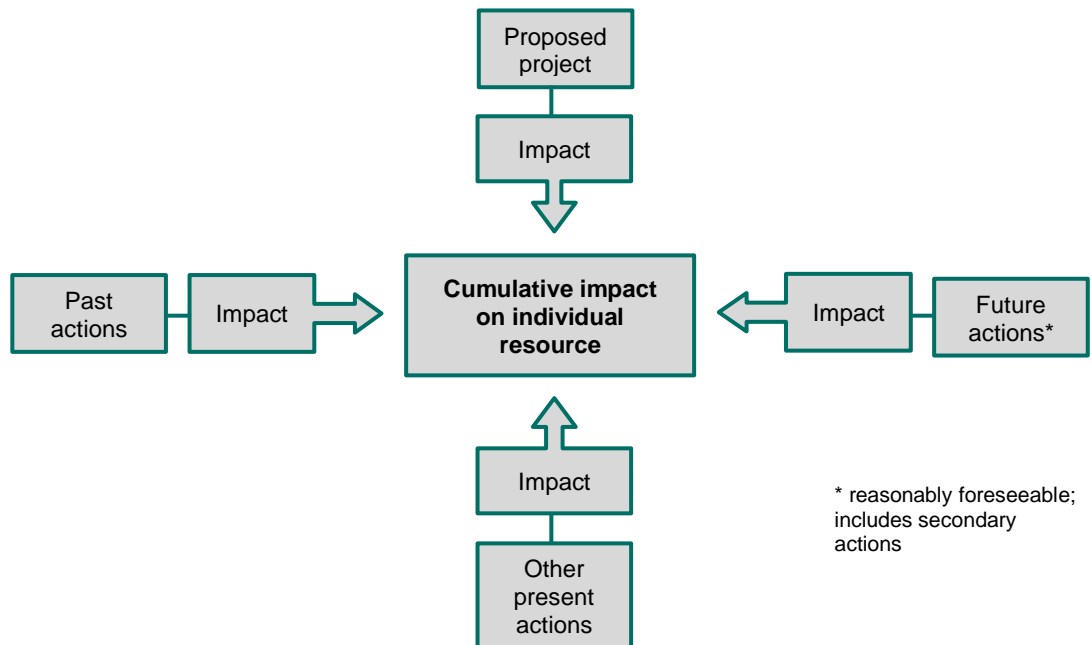 Proposed
project
Impact
Past
actions
Impact
Cumulative impact
on individual
resource
Impact
Future
actions*
Impact
Other
present
actions
* reasonably foreseeable;
includes secondary
actions